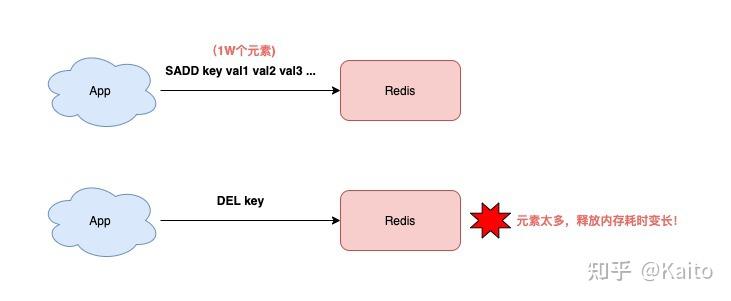 (1W个元素)
SADD key val1 val2 val3 ...
App
Redis
DEL key
App
Redis
元素太多，释放内存耗时变长!
知乎 @Kaito